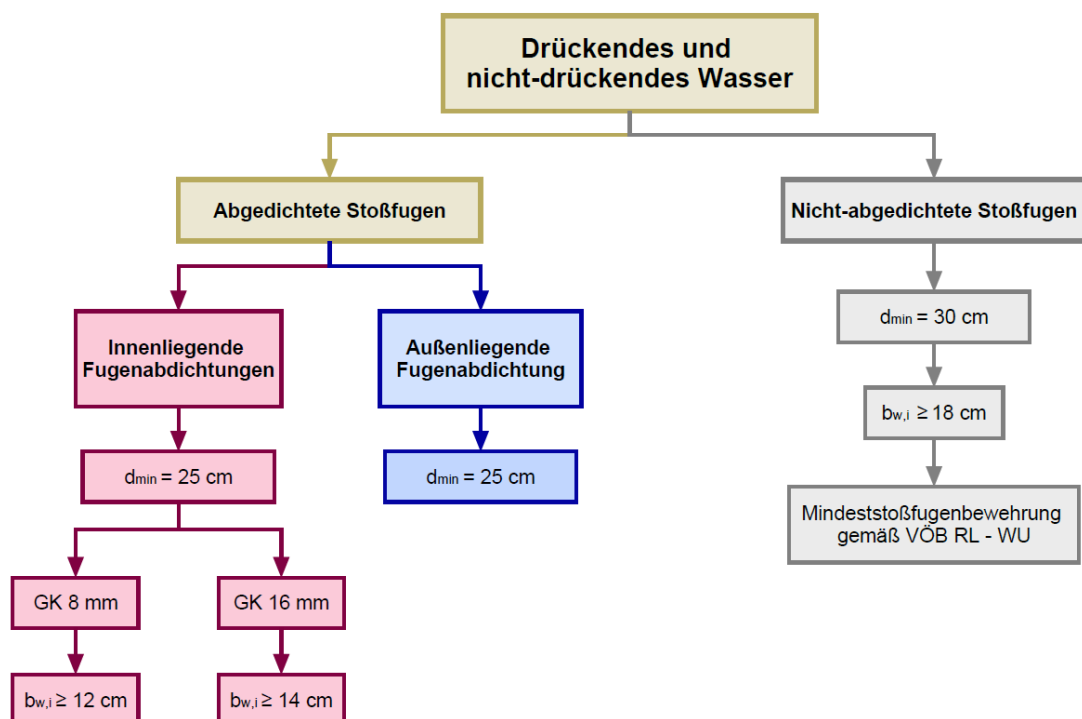 Drückendes und
nicht-drückendes Wasser
Abgedichtete Stoßfugen
Nicht-abgedichtete Stoßfugen
Innenliegende
Fugenabdichtungen
Außenliegende
Fugenabdichtung
dmin = 30 cm
bw,i ≥ 18 cm
dmin = 25 cm
dmin = 25 cm
Mindeststoßfugenbewehrung
gemäß VÖB RL - WU
GK 8 mm
GK 16 mm
bw,i ≥ 12 cm
bw,i ≥ 14 cm